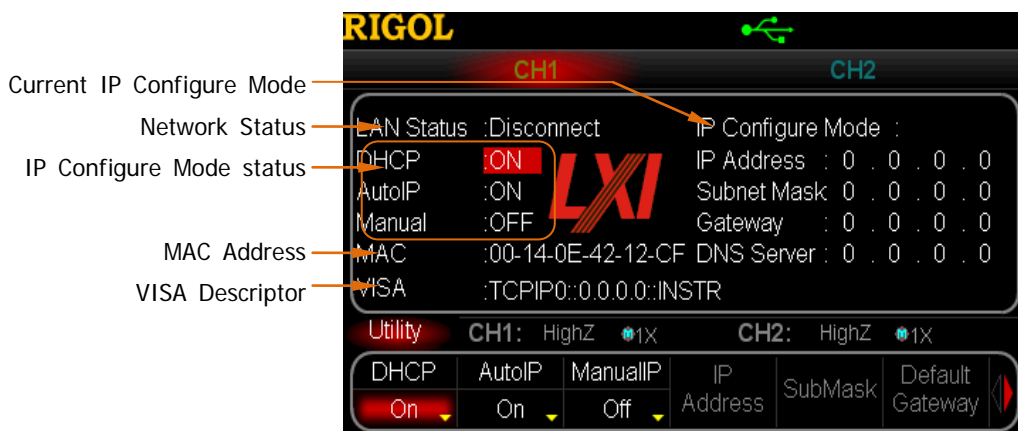 RIGOL
CH1 CH2
Current IP Configure Mode
Network Status
IP Configure Mode status
MAC Address
VISA Descriptor
LAN Status :Disconnect IP Configure Mode :
DHCP :ON IP Address : 0 . 0 . 0 . 0
AutoIP :ON Subnet Mask: 0 . 0 . 0 . 0
Manual :OFF Gateway : 0 . 0 . 0 . 0
MAC :00-14-0E-42-12-CF DNS Server : 0 . 0 . 0 . 0
VISA :TCPIP0::0.0.0.0::INSTR
LXI
Utility CH1: HighZ 1X CH2: HighZ 1X
DHCP AutoIP ManualIP IP Address SubMask Default Gateway
On On Off